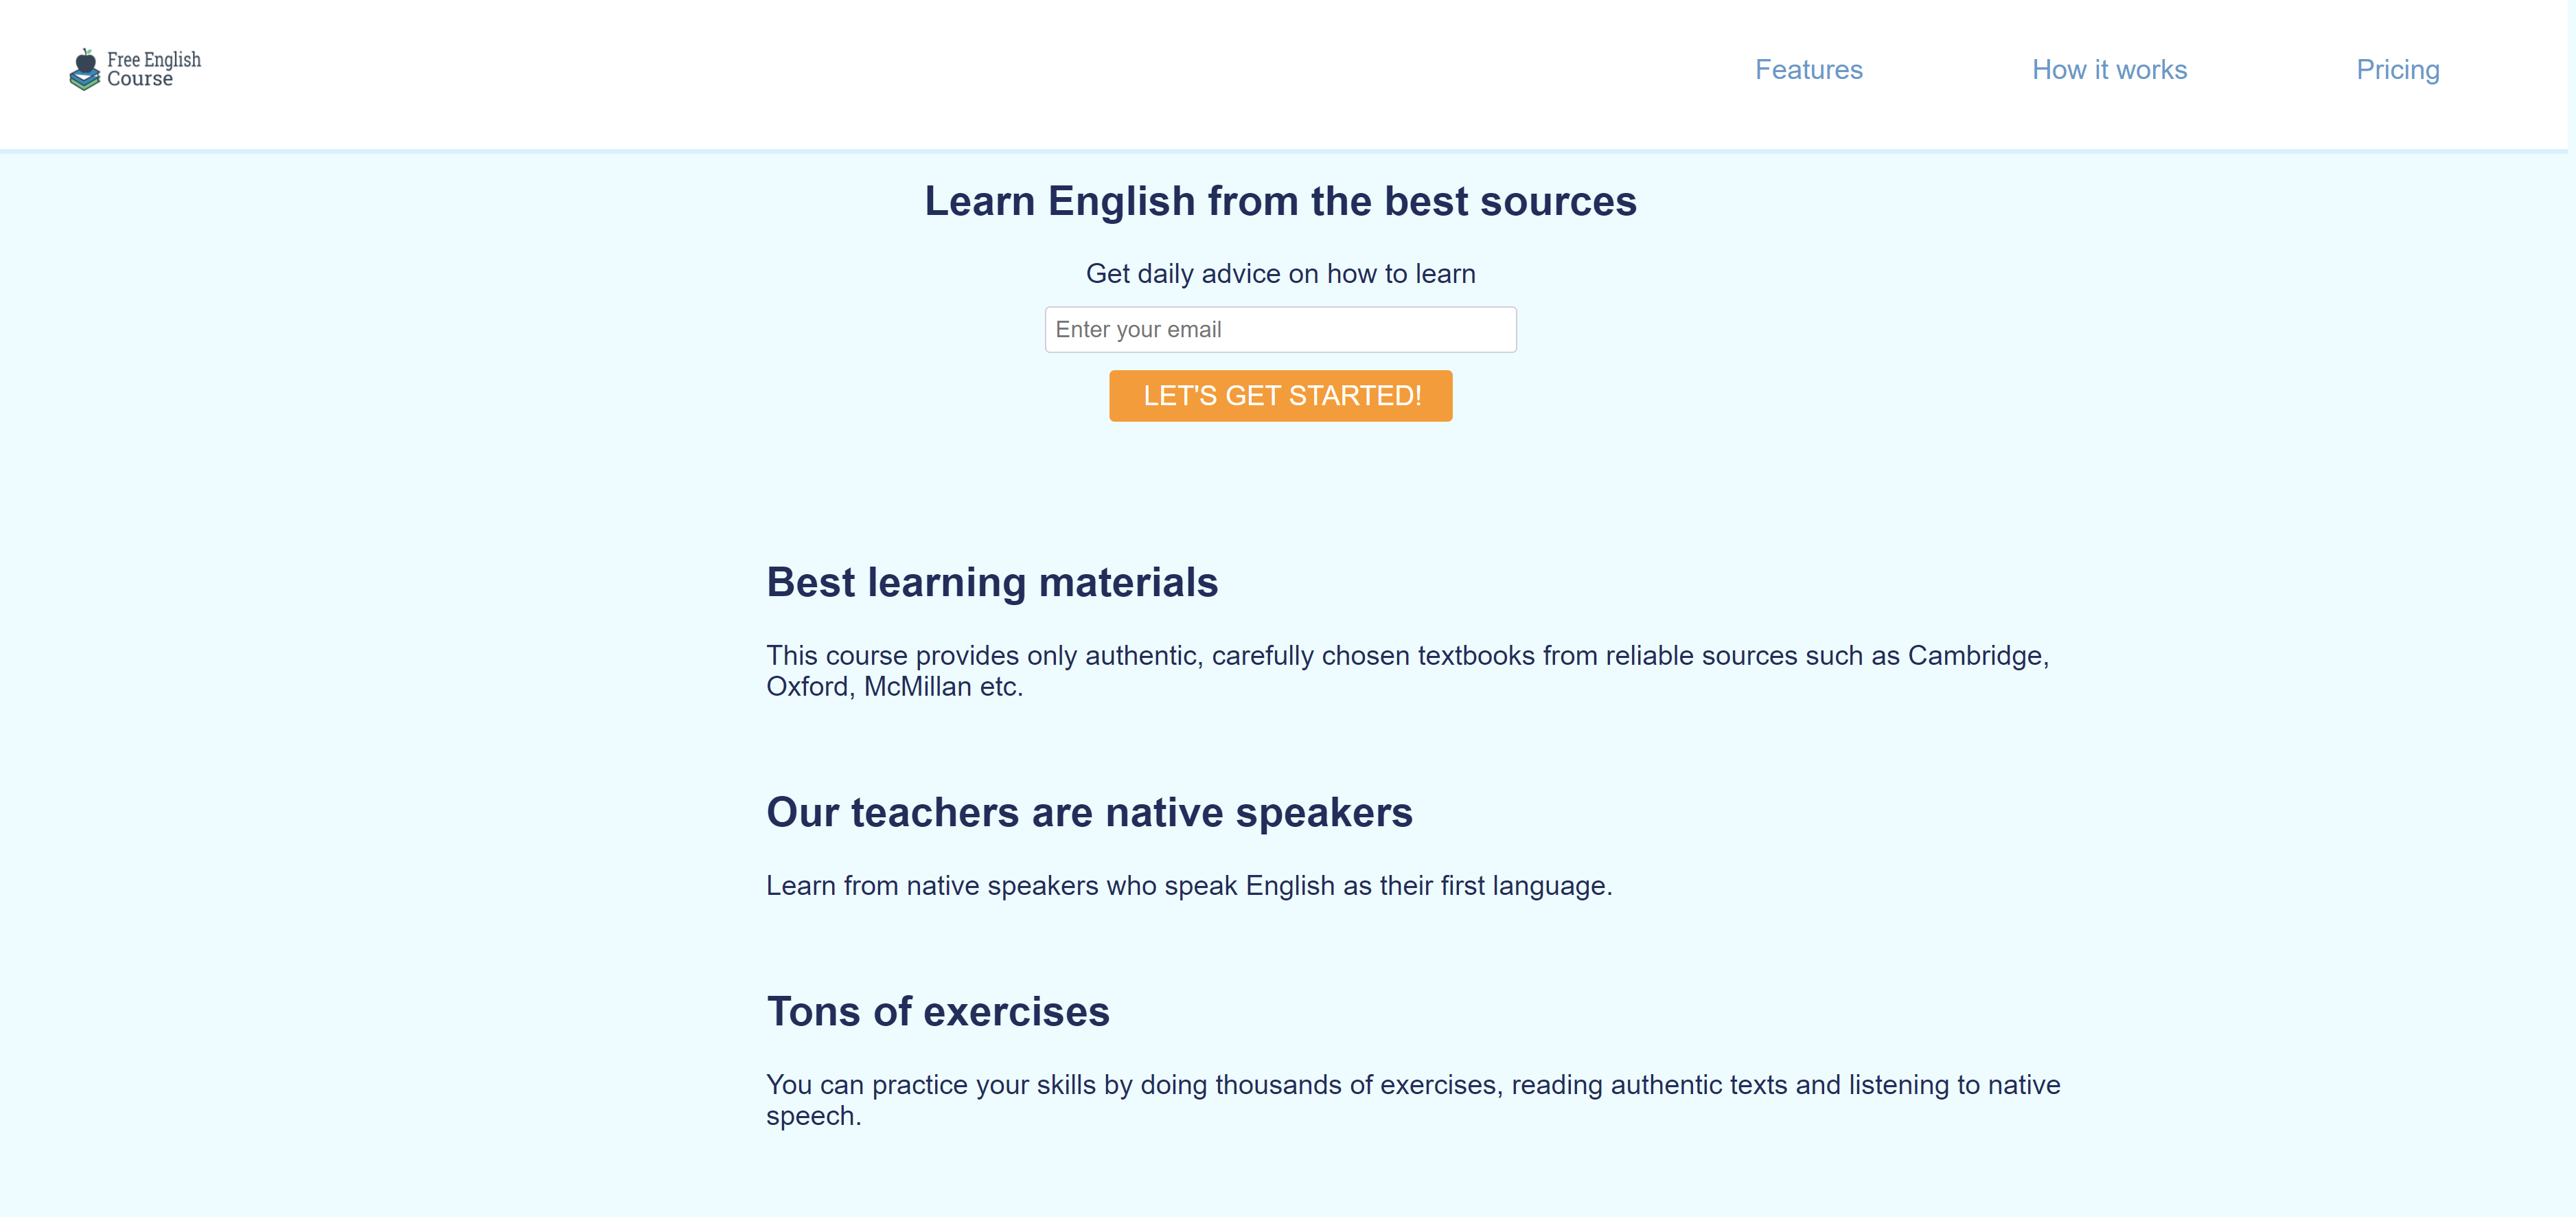 Free English
Course
Features
How it works
Pricing
Learn English from the best sources
Get daily advice on how to learn
Enter your email
LET'S GET STARTED!
Best learning materials
This course provides only authentic, carefully chosen textbooks from reliable sources such as Cambridge,
Oxford, McMillan etc.
Our teachers are native speakers
Learn from native speakers who speak English as their first language.
Tons of exercises
You can practice your skills by doing thousands of exercises, reading authentic texts and listening to native
speech.